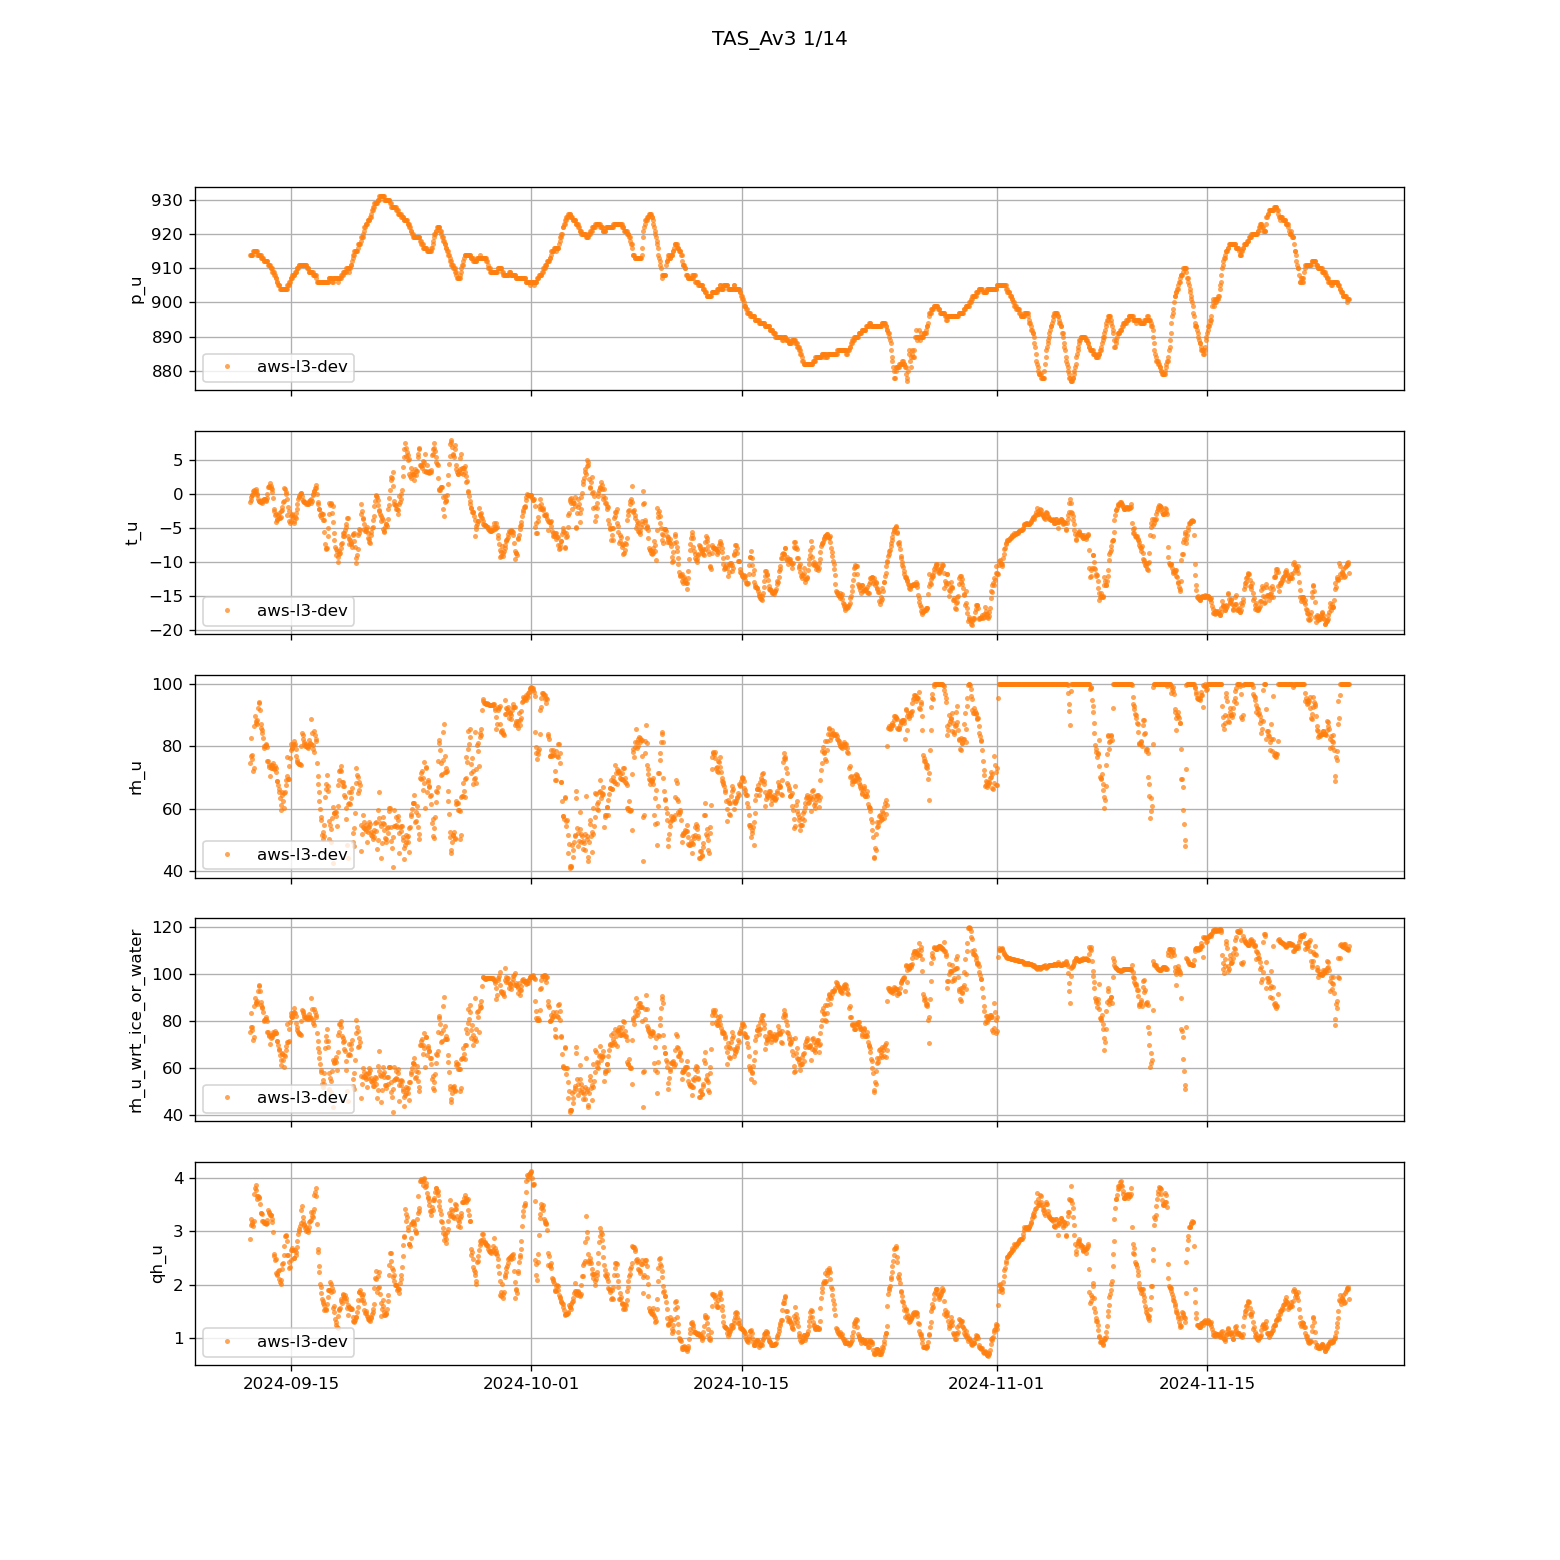 TAS_Av3 1/14
930
920
910
900
890
880
p_u
aws-l3-dev
5
0
−5
−10
−15
−20
t_u
aws-l3-dev
100
80
60
40
rh_u
aws-l3-dev
120
100
80
60
40
rh_u_wrt_ice_or_water
aws-l3-dev
4
3
2
1
qh_u
aws-l3-dev
2024-09-15 2024-10-01 2024-10-15 2024-11-01 2024-11-15